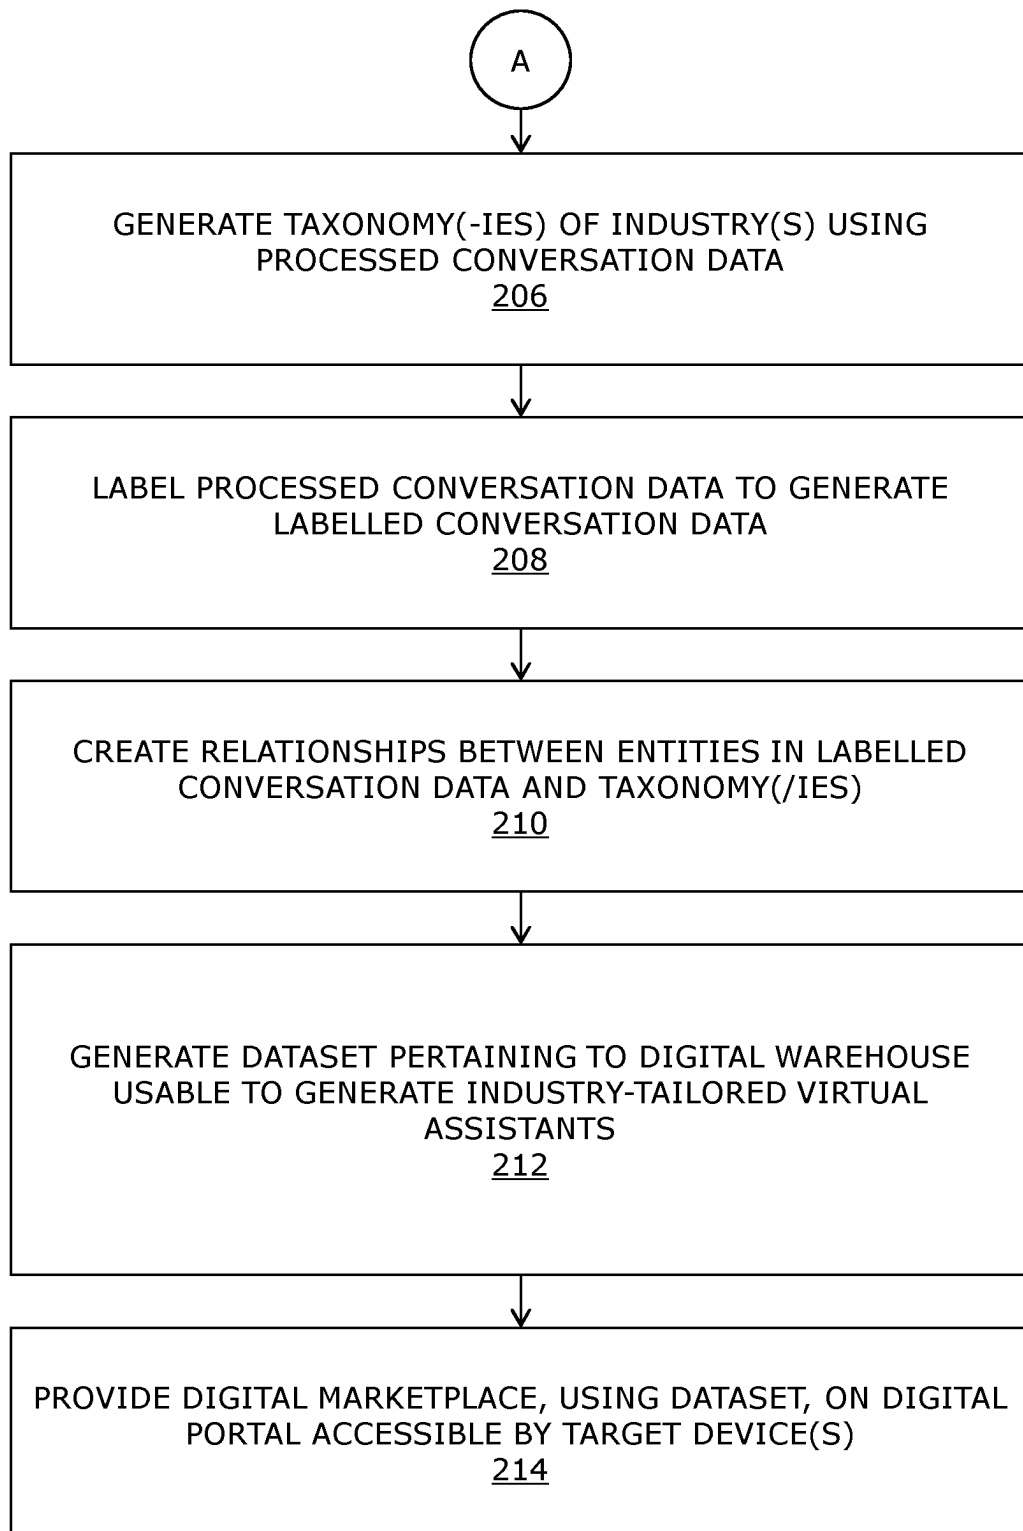 A
GENERATE TAXONOMY(-IES) OF INDUSTRY(S) USING
PROCESSED CONVERSATION DATA
206
LABEL PROCESSED CONVERSATION DATA TO GENERATE
LABELLED CONVERSATION DATA
208
CREATE RELATIONSHIPS BETWEEN ENTITIES IN LABELLED
CONVERSATION DATA AND TAXONOMY(/IES)
210
GENERATE DATASET PERTAINING TO DIGITAL WAREHOUSE
USABLE TO GENERATE INDUSTRY-TAILORED VIRTUAL
ASSISTANTS
212
PROVIDE DIGITAL MARKETPLACE, USING DATASET, ON DIGITAL
PORTAL ACCESSIBLE BY TARGET DEVICE(S)
214